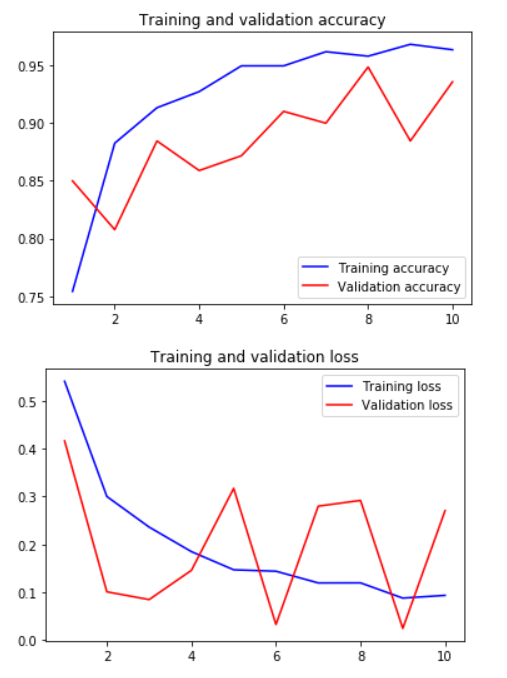 Training and validation accuracy
0.95
0.90
0.85
0.80
0.75
Training accuracy
Validation accuracy
2 4 6 8 10
Training and validation loss
Training loss
Validation loss
0.5
0.4
0.3
0.2
0.1
0.0
2 4 6 8 10